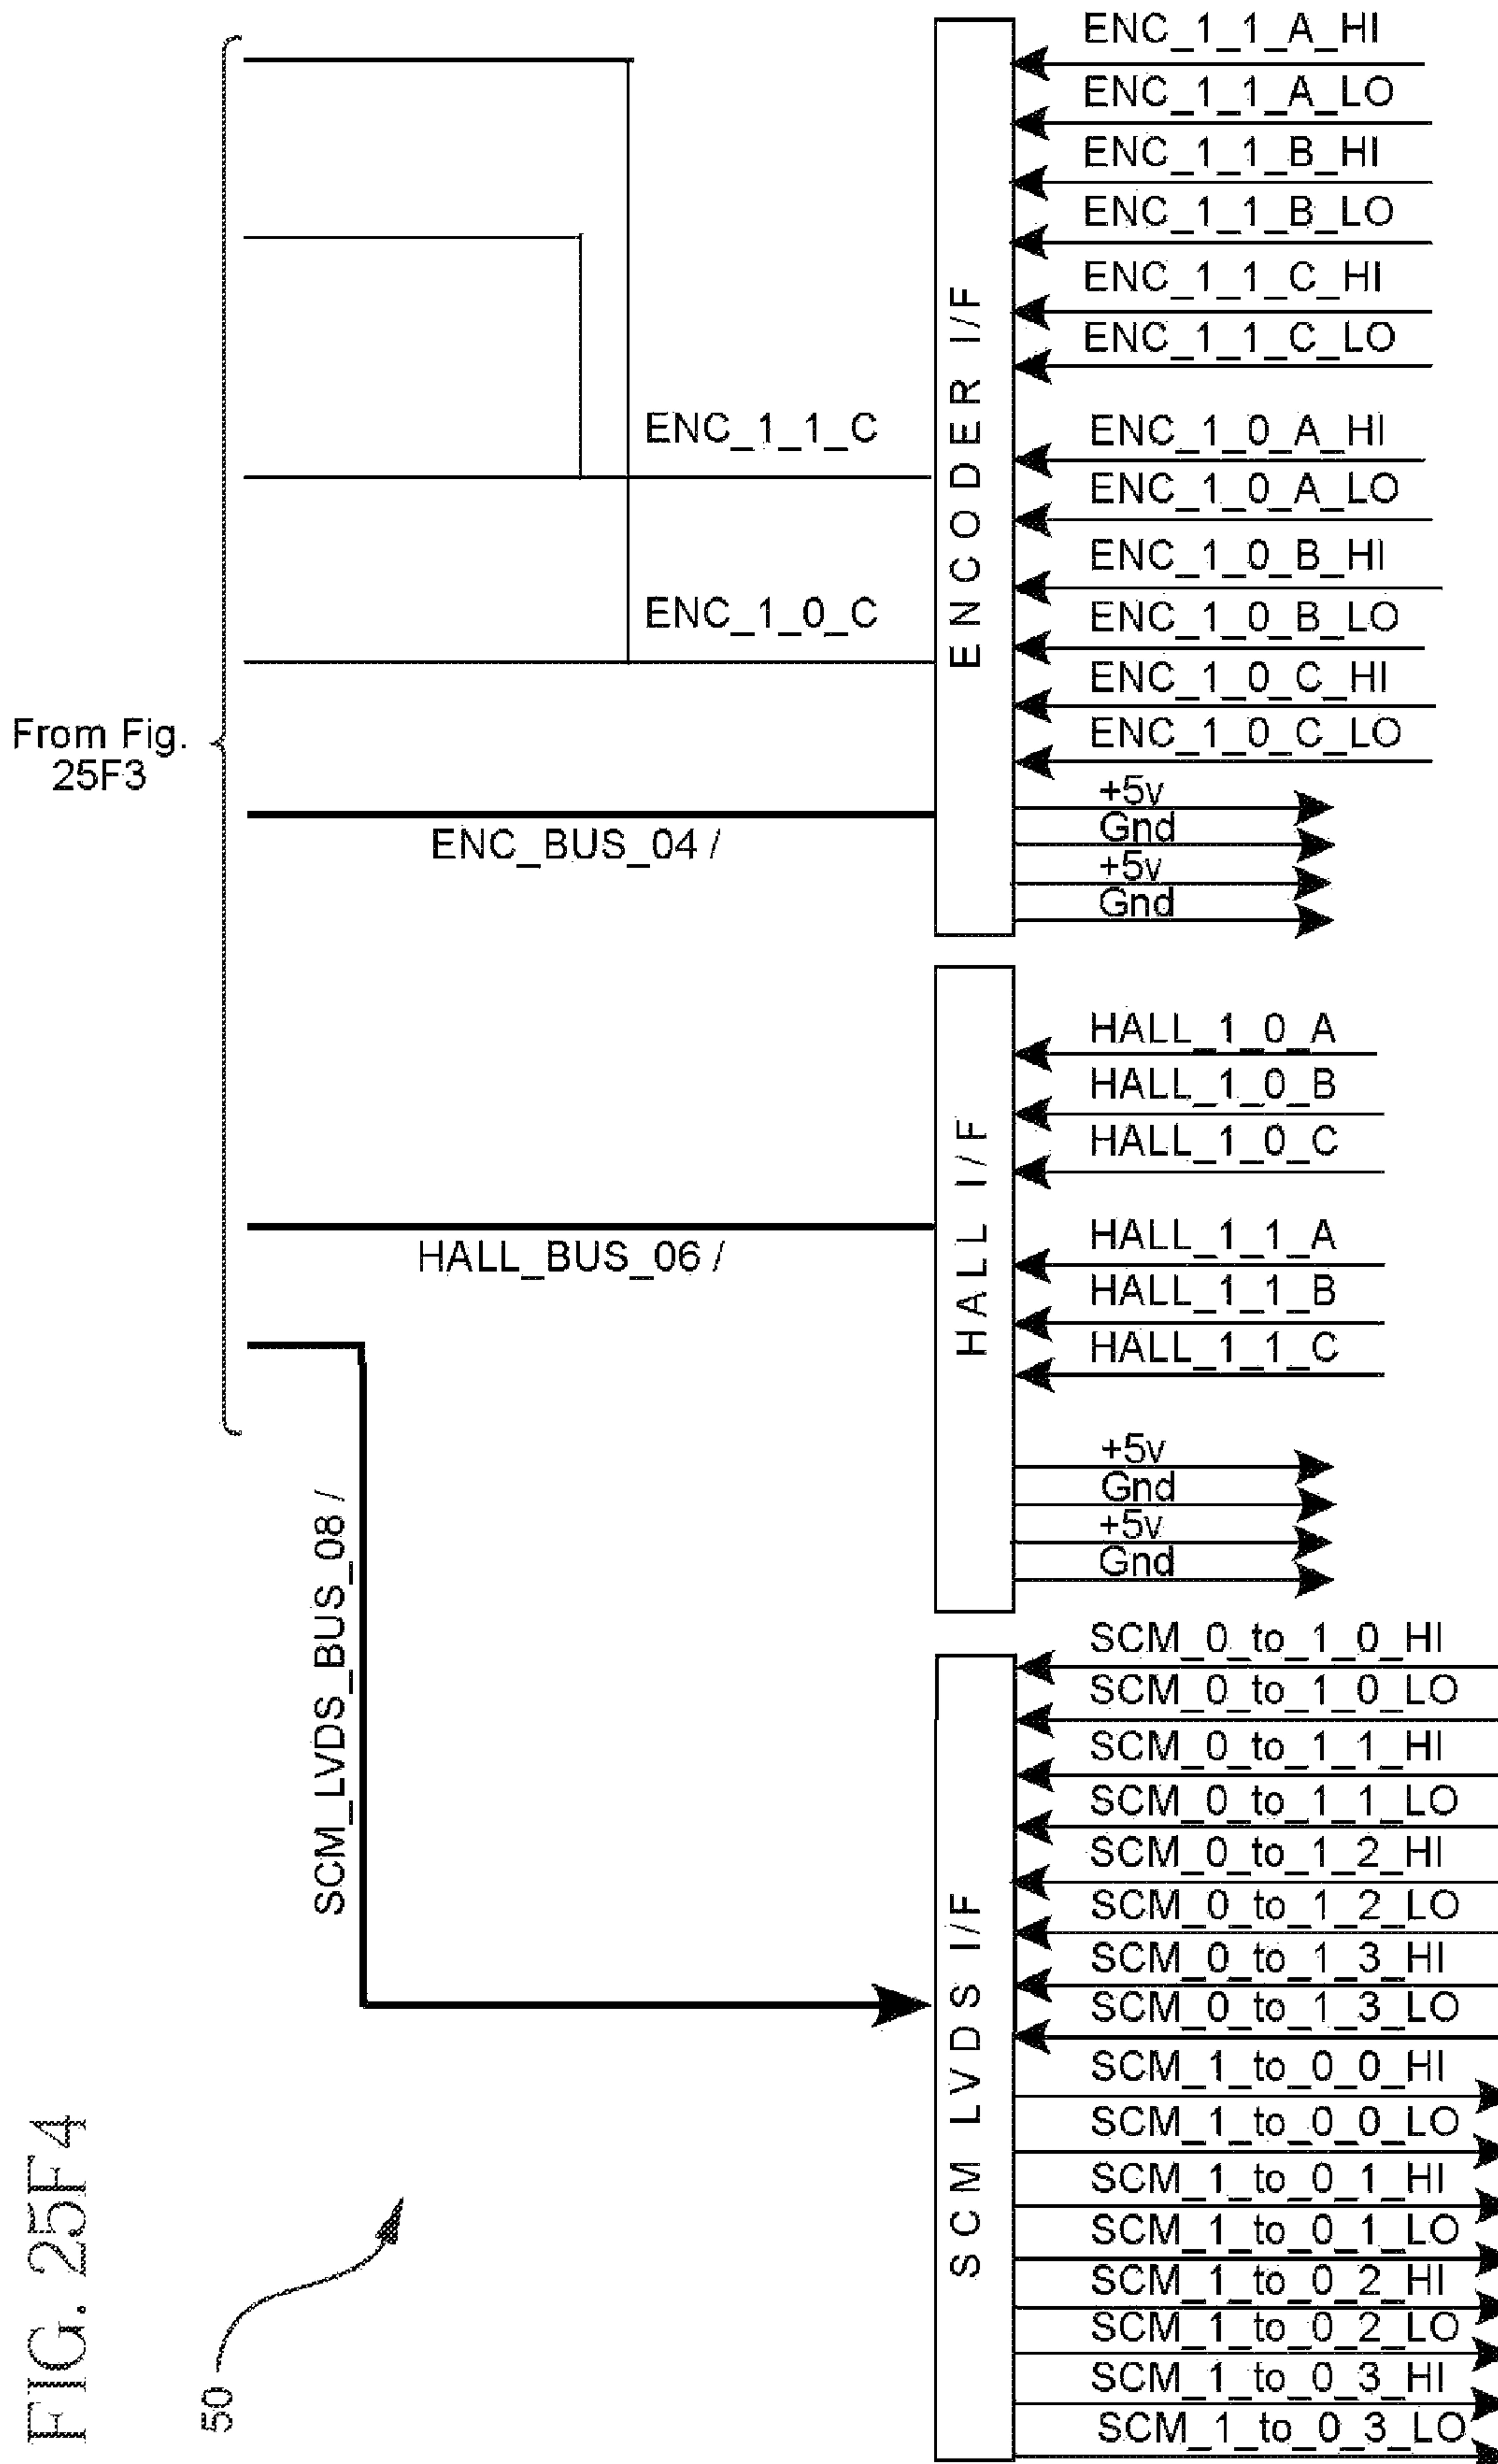 From Fig.
25F3
ENC_1_1_C
ENC_1_0_C
ENC_BUS_04 /
HALL_BUS_06 /
SCM_LVDS_BUS_08 /
ENCODER I/F
ENC_1_1_A_HI
ENC_1_1_A_LO
ENC_1_1_B_HI
ENC_1_1_B_LO
ENC_1_1_C_HI
ENC_1_1_C_LO
ENC_1_0_A_HI
ENC_1_0_A_LO
ENC_1_0_B_HI
ENC_1_0_B_LO
ENC_1_0_C_HI
ENC_1_0_C_LO
+5v
Gnd
+5v
Gnd
HALL I/F
HALL_1_0_A
HALL_1_0_B
HALL_1_0_C
HALL_1_1_A
HALL_1_1_B
HALL_1_1_C
+5v
Gnd
+5v
Gnd
SCM LVDS I/F
SCM_0_to_1_0_HI
SCM_0_to_1_0_LO
SCM_0_to_1_1_HI
SCM_0_to_1_1_LO
SCM_0_to_1_2_HI
SCM_0_to_1_2_LO
SCM_0_to_1_3_HI
SCM_0_to_1_3_LO
SCM_1_to_0_0_HI
SCM_1_to_0_0_LO
SCM_1_to_0_1_HI
SCM_1_to_0_1_LO
SCM_1_to_0_2_HI
SCM_1_to_0_2_LO
SCM_1_to_0_3_HI
SCM_1_to_0_3_LO
FIG. 25F4
50